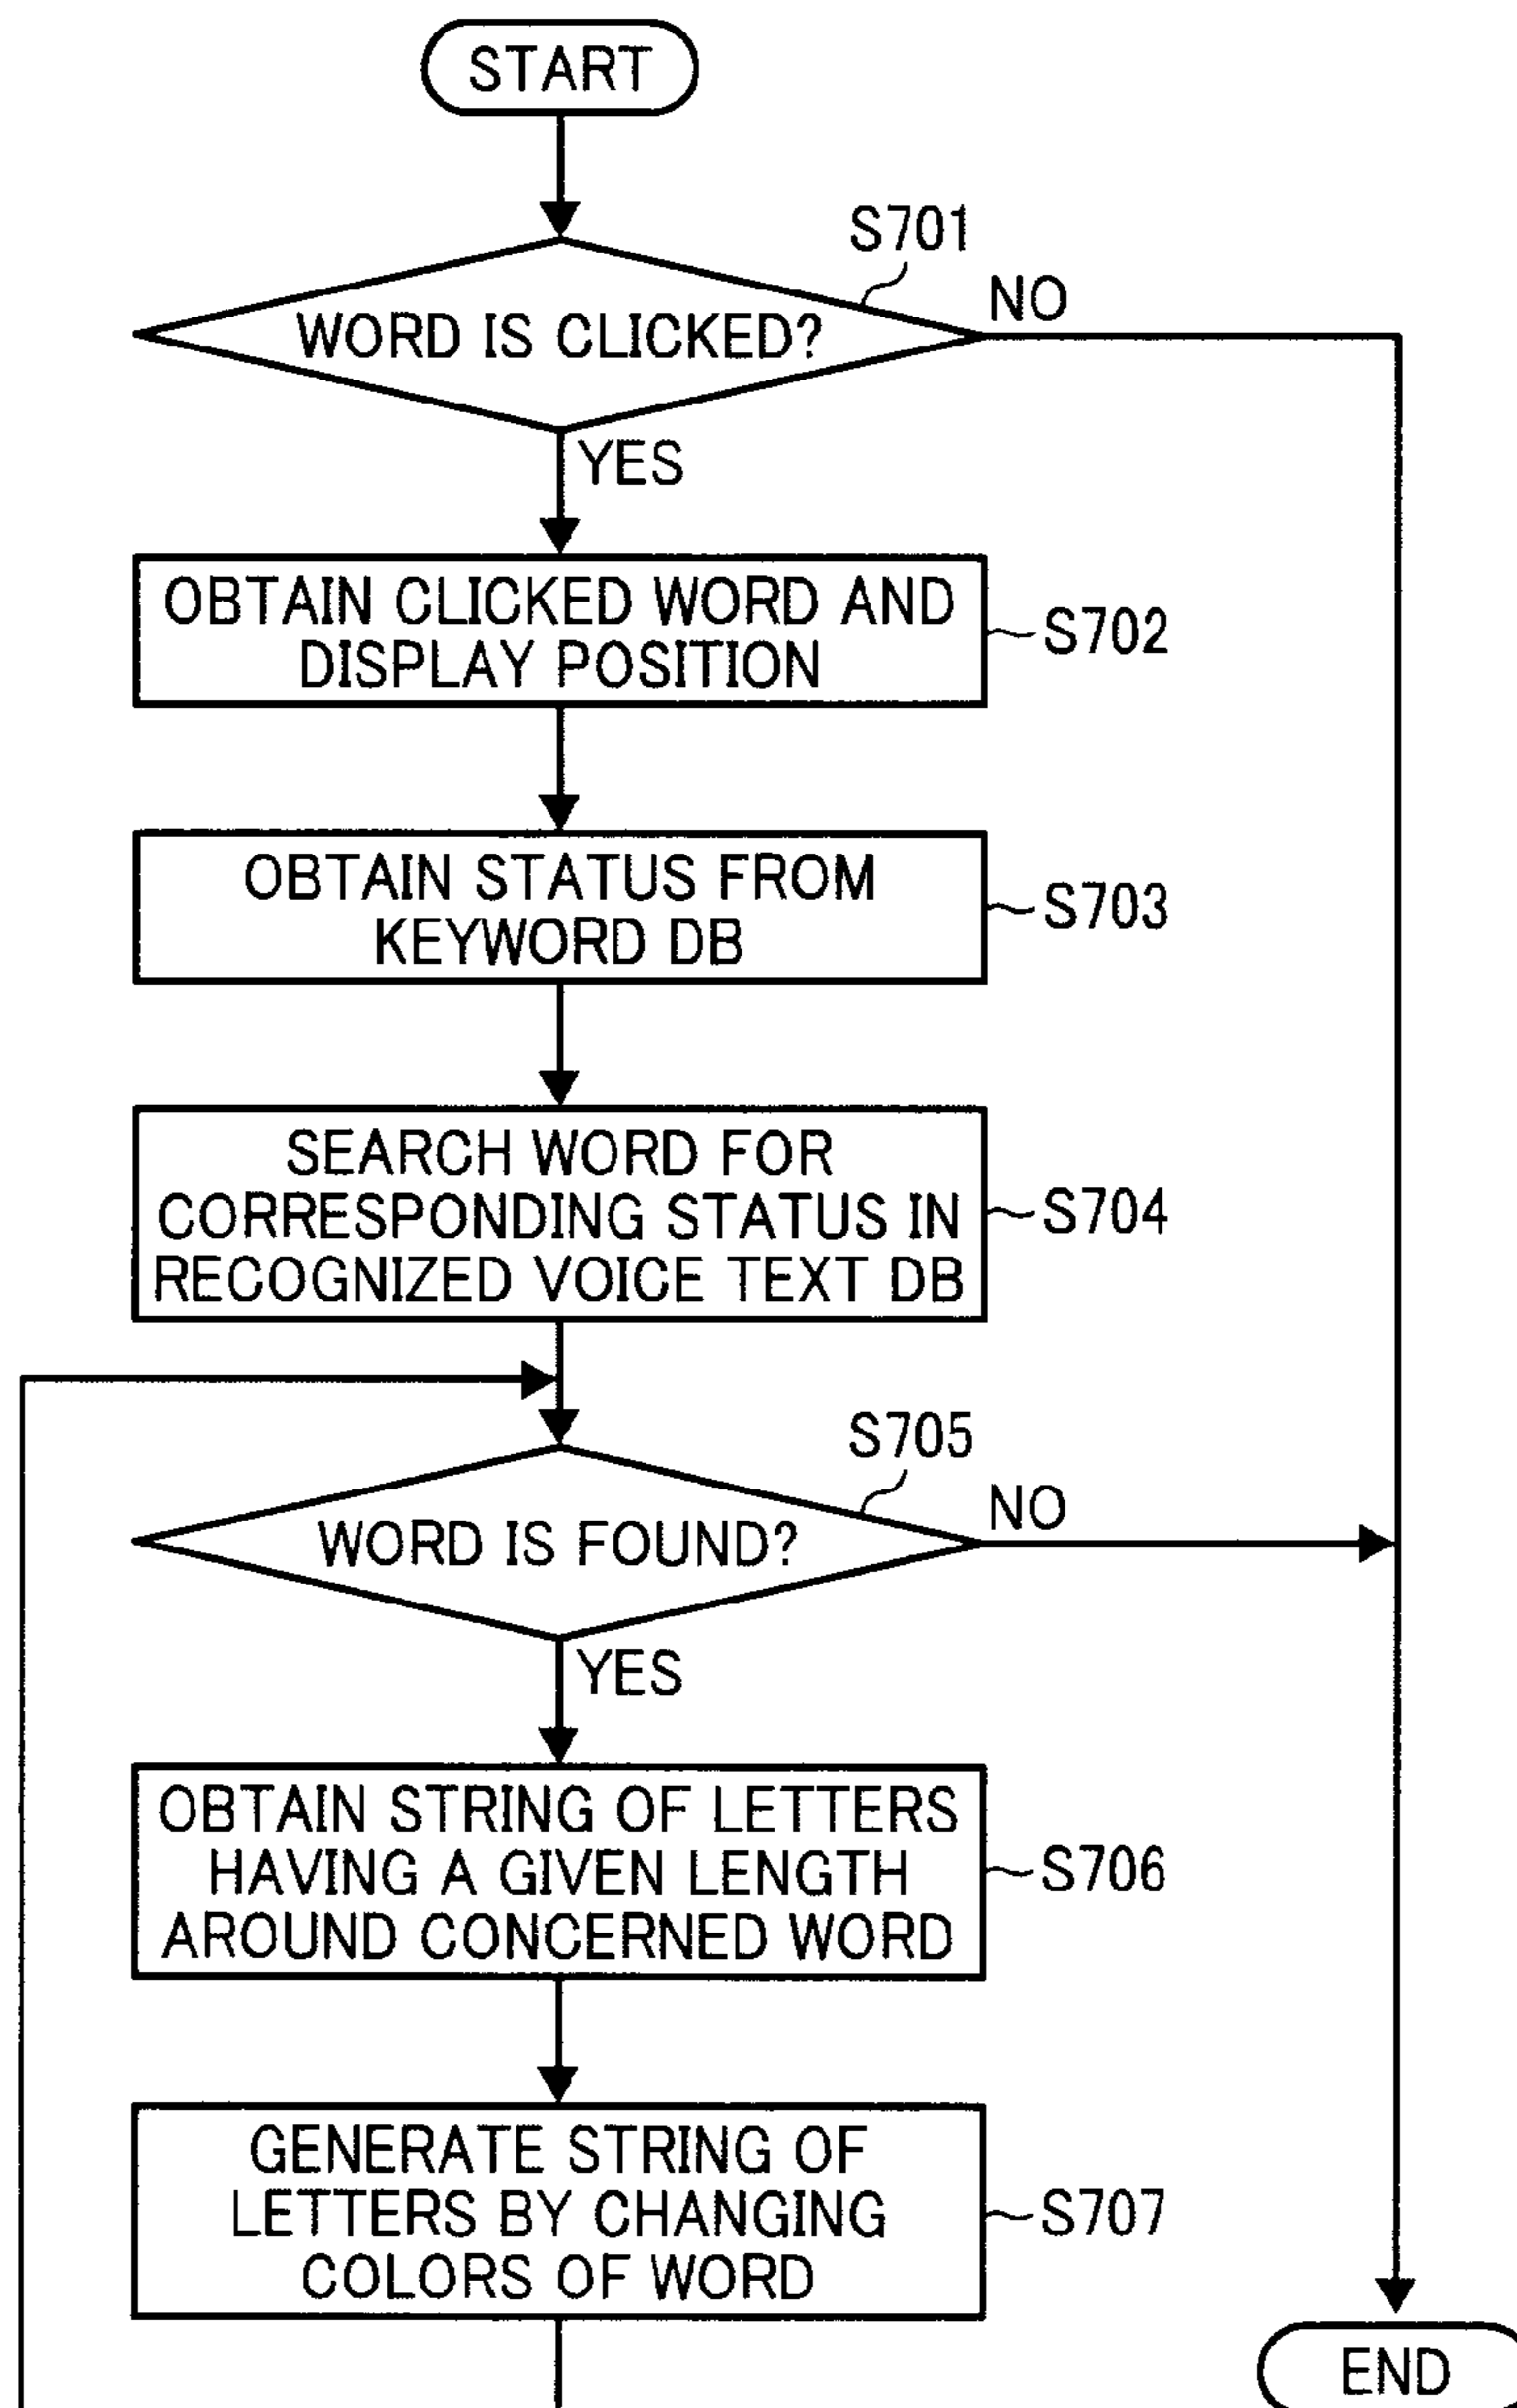 START
S701
WORD IS CLICKED?
NO
YES
OBTAIN CLICKED WORD AND
DISPLAY POSITION
S702
OBTAIN STATUS FROM
KEYWORD DB
S703
SEARCH WORD FOR
CORRESPONDING STATUS IN
RECOGNIZED VOICE TEXT DB
S704
S705
WORD IS FOUND?
NO
YES
OBTAIN STRING OF LETTERS
HAVING A GIVEN LENGTH
AROUND CONCERNED WORD
S706
GENERATE STRING OF
LETTERS BY CHANGING
COLORS OF WORD
S707
END